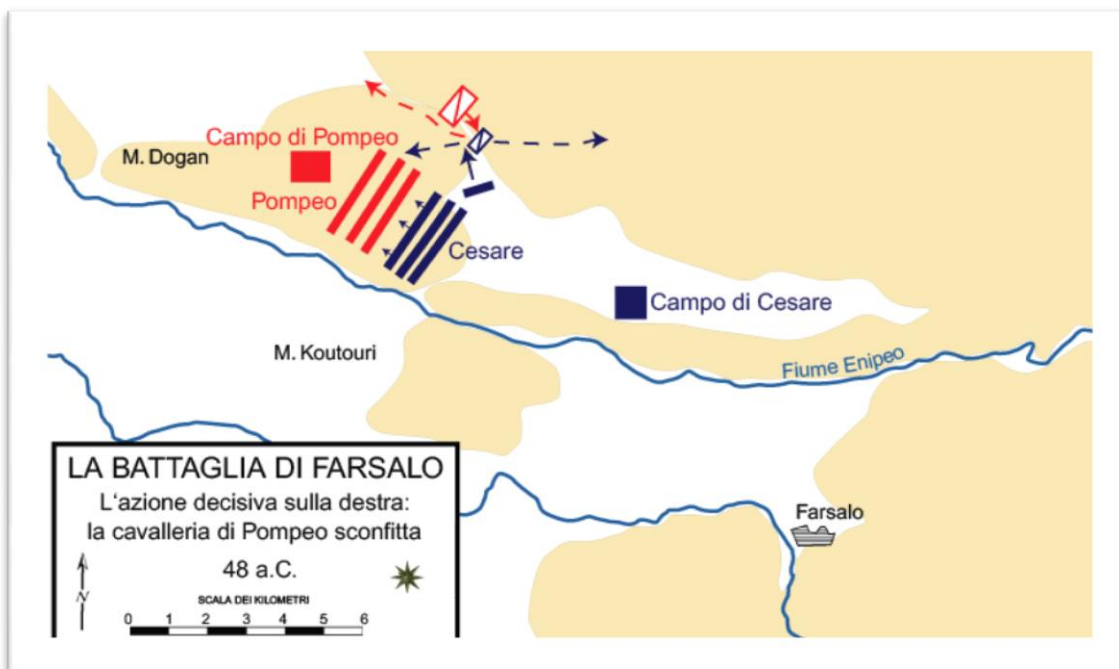 Campo di Pompeo
M. Dogan
Pompeo
Cesare
Campo di Cesare
M. Koutouri
Fiume Enipeo
Farsalo
LA BATTAGLIA DI FARSALO
L'azione decisiva sulla destra:
la cavalleria di Pompeo sconfitta
48 a.C.
N
SCALA DEI KILOMETRI
0 1 2 3 4 5 6